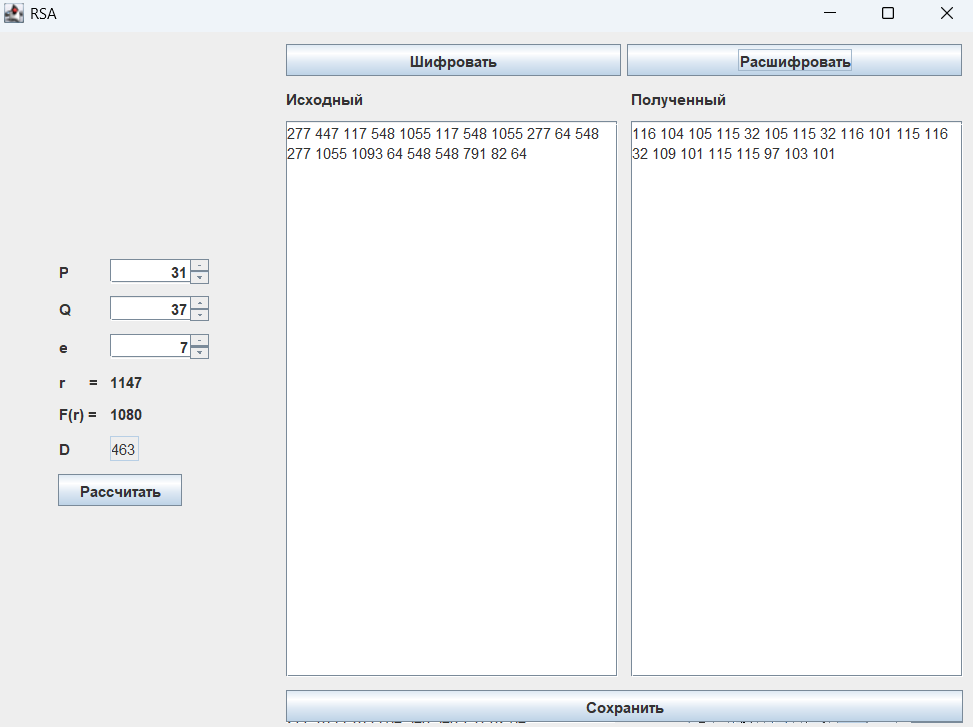 RSA
Шифровать
Расшифровать
Исходный
Полученный
277 447 117 548 1055 117 548 1055 277 64 548
277 1055 1093 64 548 548 791 82 64
116 104 105 115 32 105 115 32 116 101 115 116
32 109 101 115 115 97 103 101
P 31
Q 37
e 7
r = 1147
F(r) = 1080
D 463
Рассчитать
Сохранить